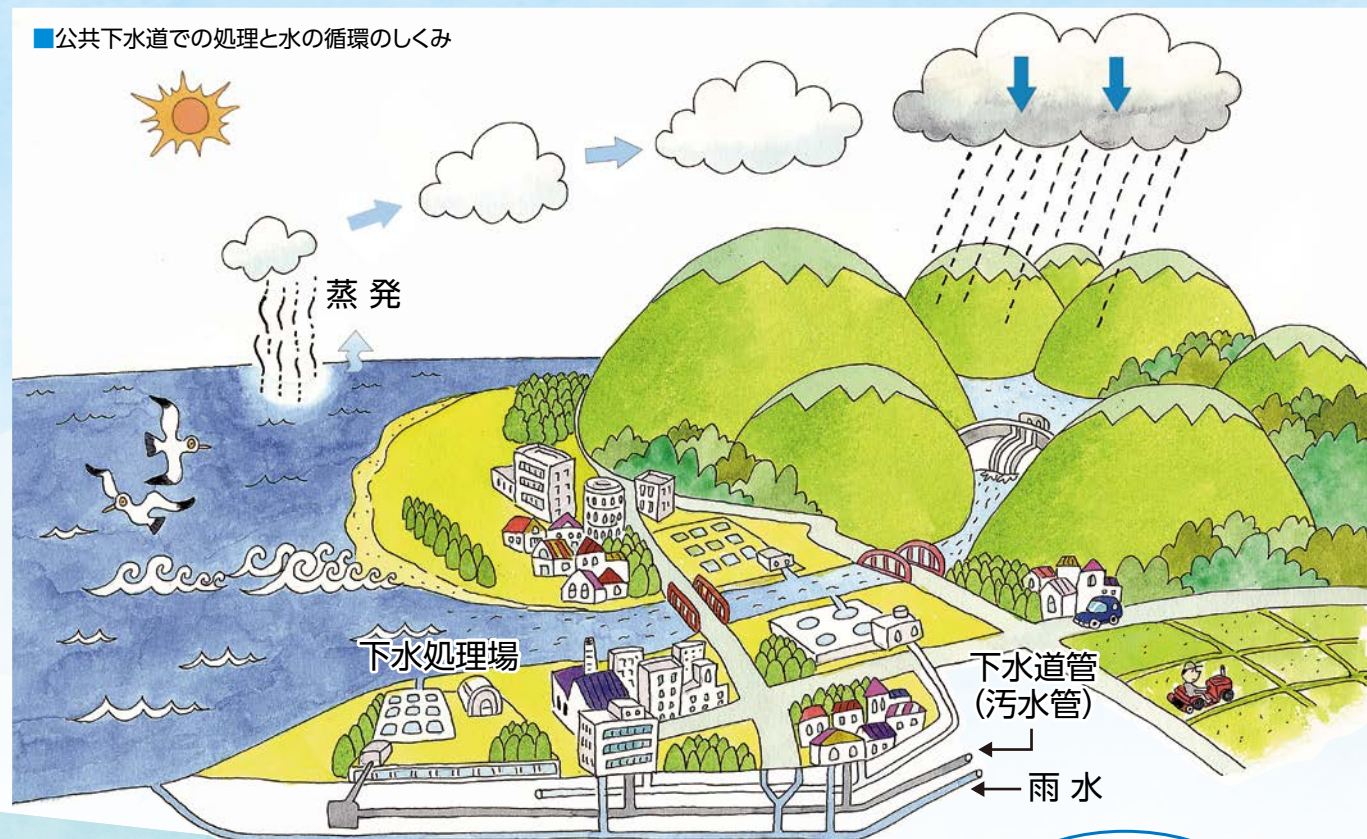 ■公共下水道での処理と水の循環のしくみ
蒸発
下水処理場
下水道管
(汚水管)
雨水